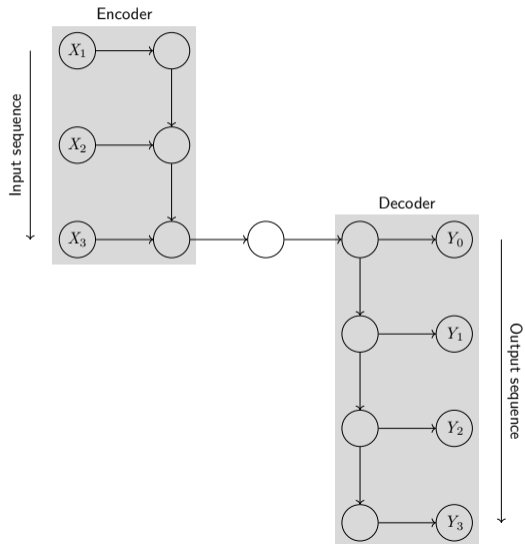 Encoder
Input sequence
X₁
X₂
X₃
Decoder
Y₀
Y₁
Y₂
Y₃
Output sequence